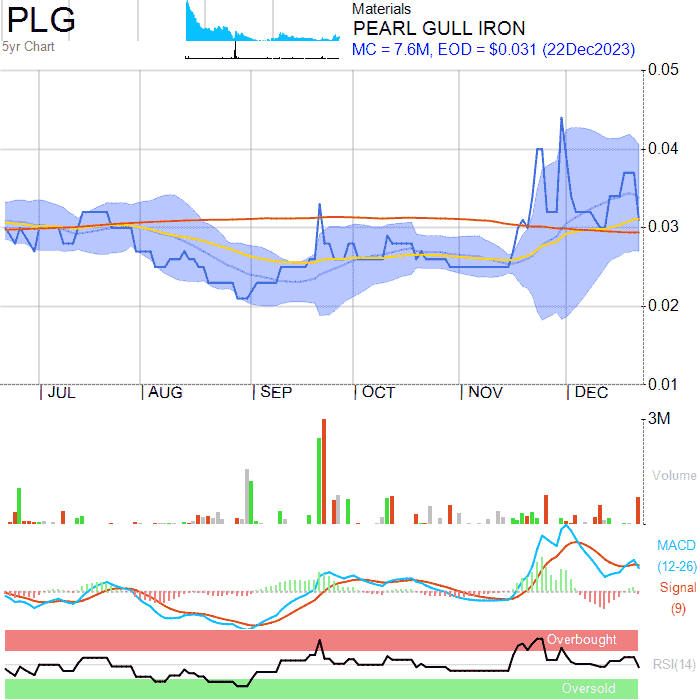 PLG
5yr Chart
Materials
PEARL GULL IRON
MC = 7.6M, EOD = $0.031 (22Dec2023)
0.05
0.04
0.03
0.02
0.01
JUL AUG SEP OCT NOV DEC
3M
Volume
MACD
(12-26)
Signal
(9)
Overbought
RSI(14)
Oversold